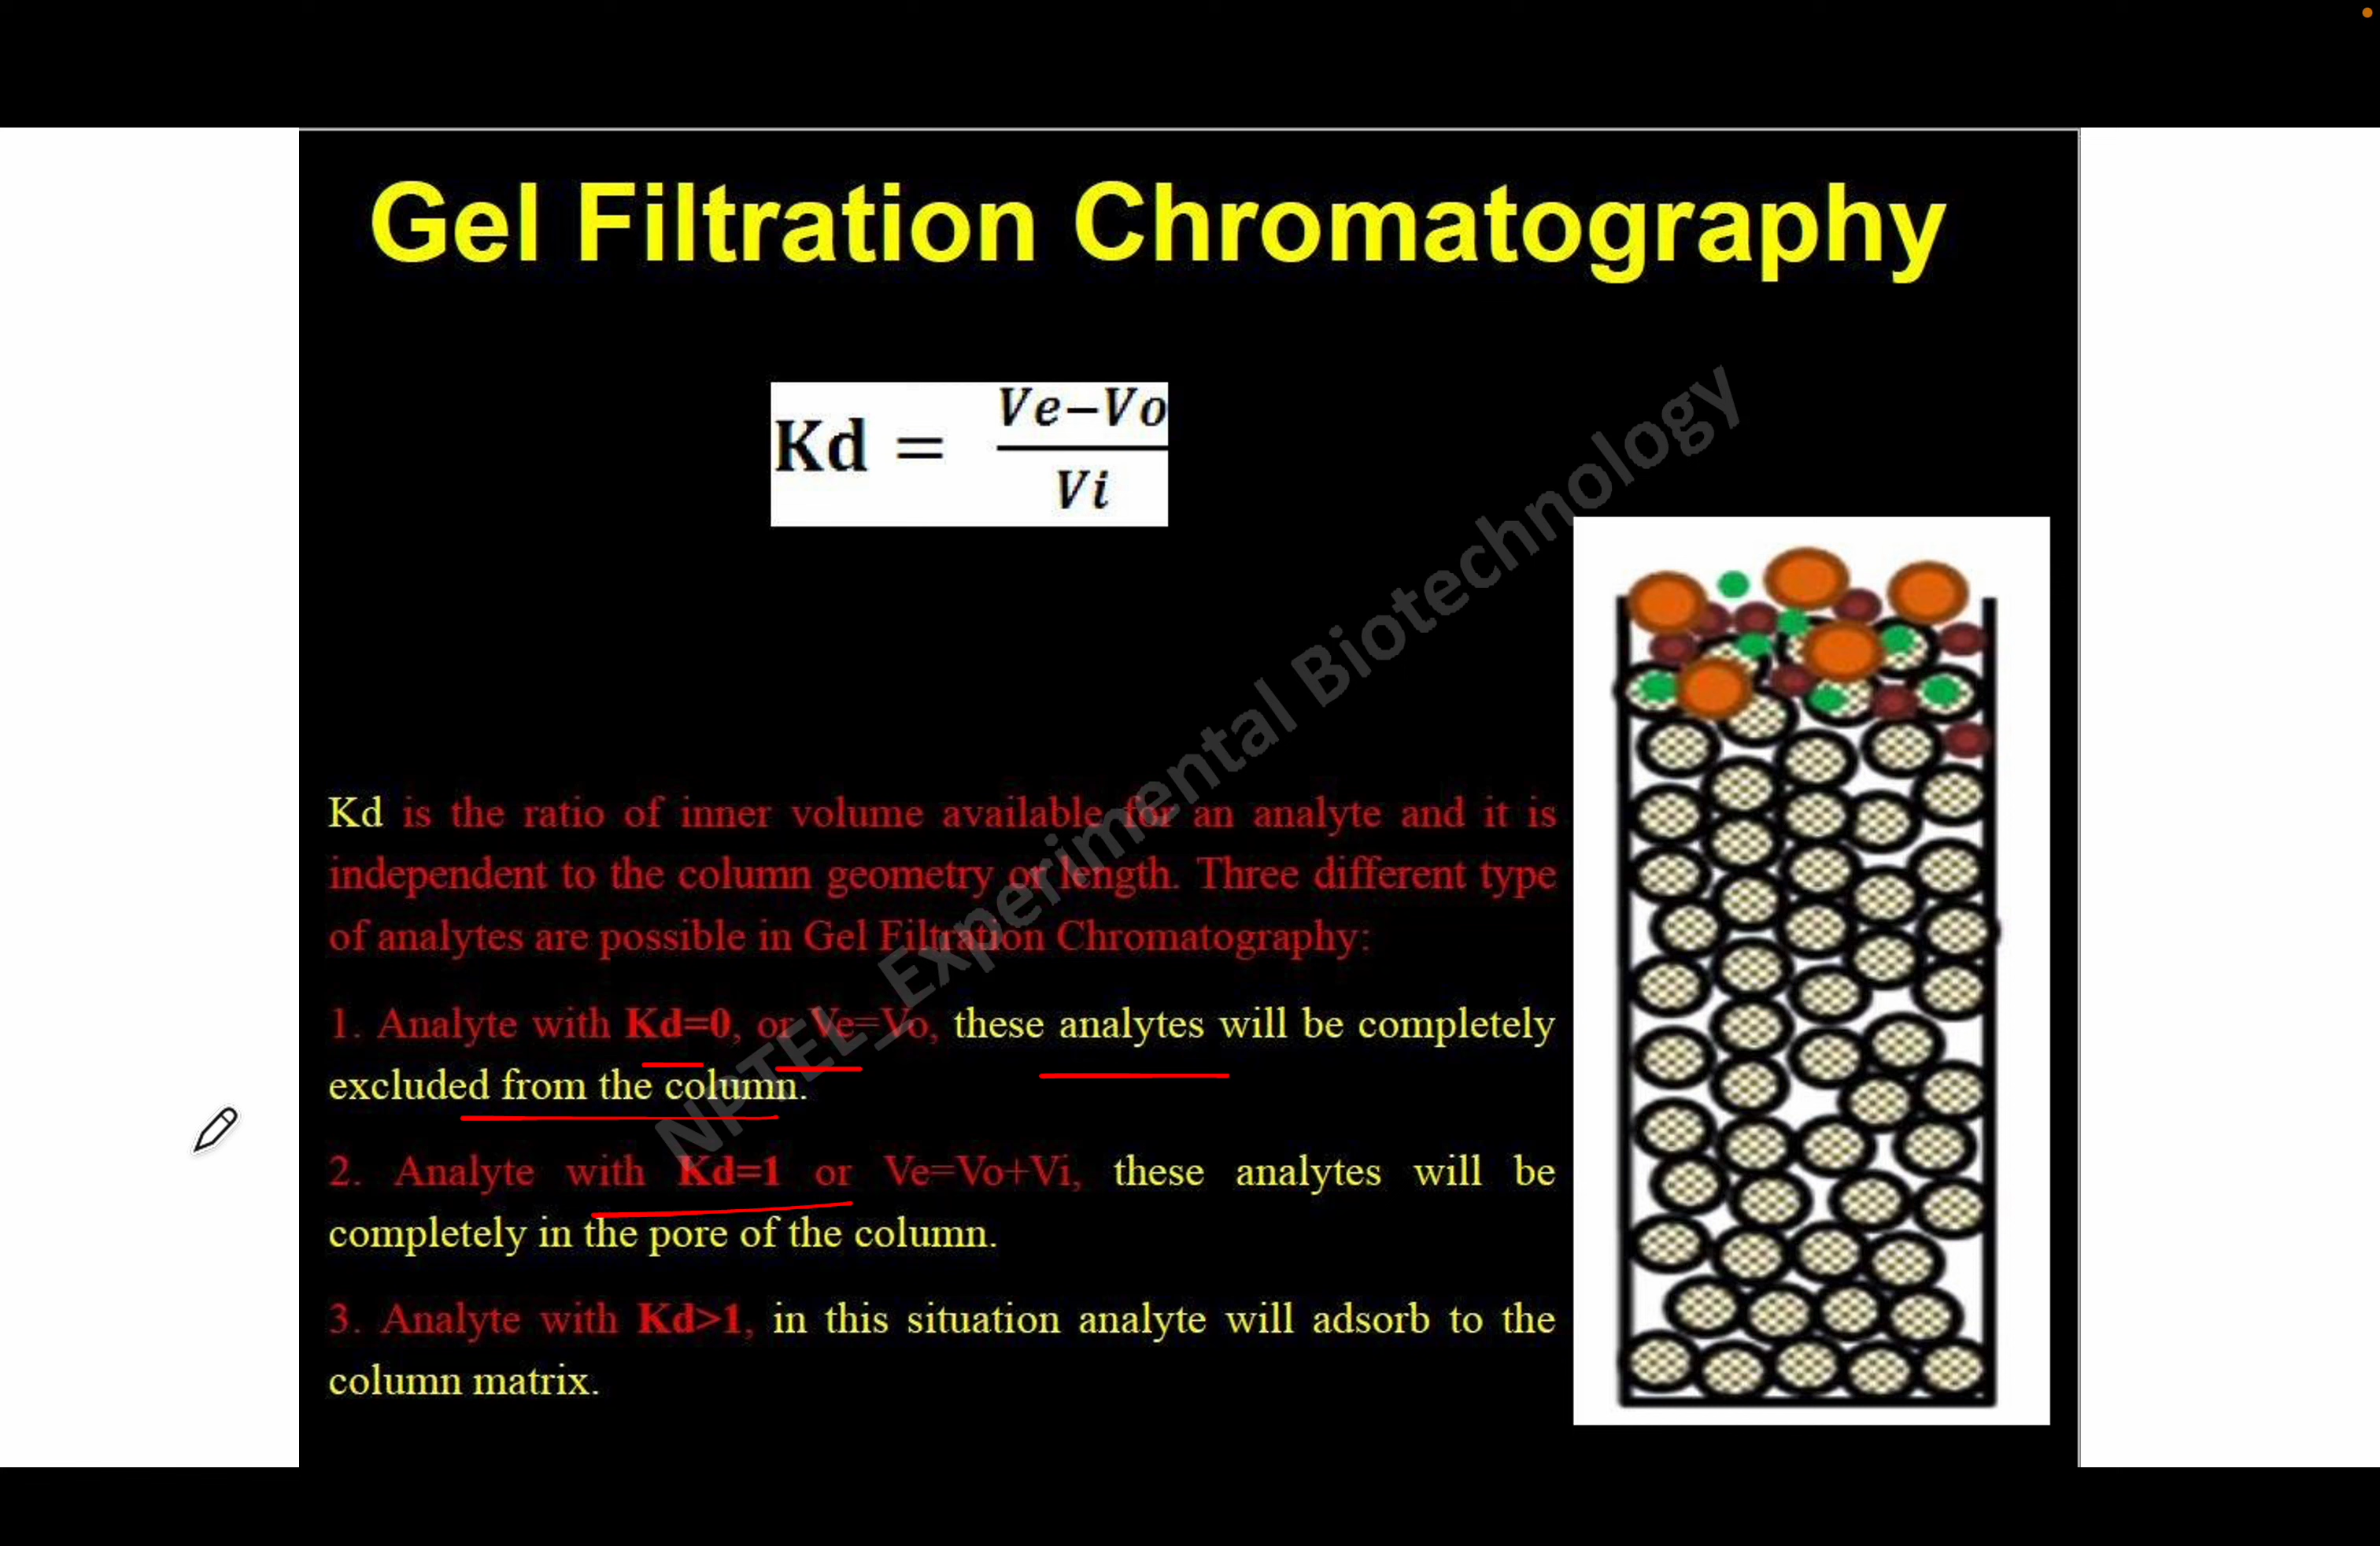 Gel Filtration Chromatography
Kd = Ve−Vo
Vi
Kd is the ratio of inner volume available for an analyte and it is
independent to the column geometry or length. Three different type
of analytes are possible in Gel Filtration Chromatography:
1. Analyte with Kd=0, or Ve=Vo, these analytes will be completely
excluded from the column.
2. Analyte with Kd=1 or Ve=Vo+Vi, these analytes will be
completely in the pore of the column.
3. Analyte with Kd>1, in this situation analyte will adsorb to the
column matrix.
NPTEL_Experimental Biotechnology